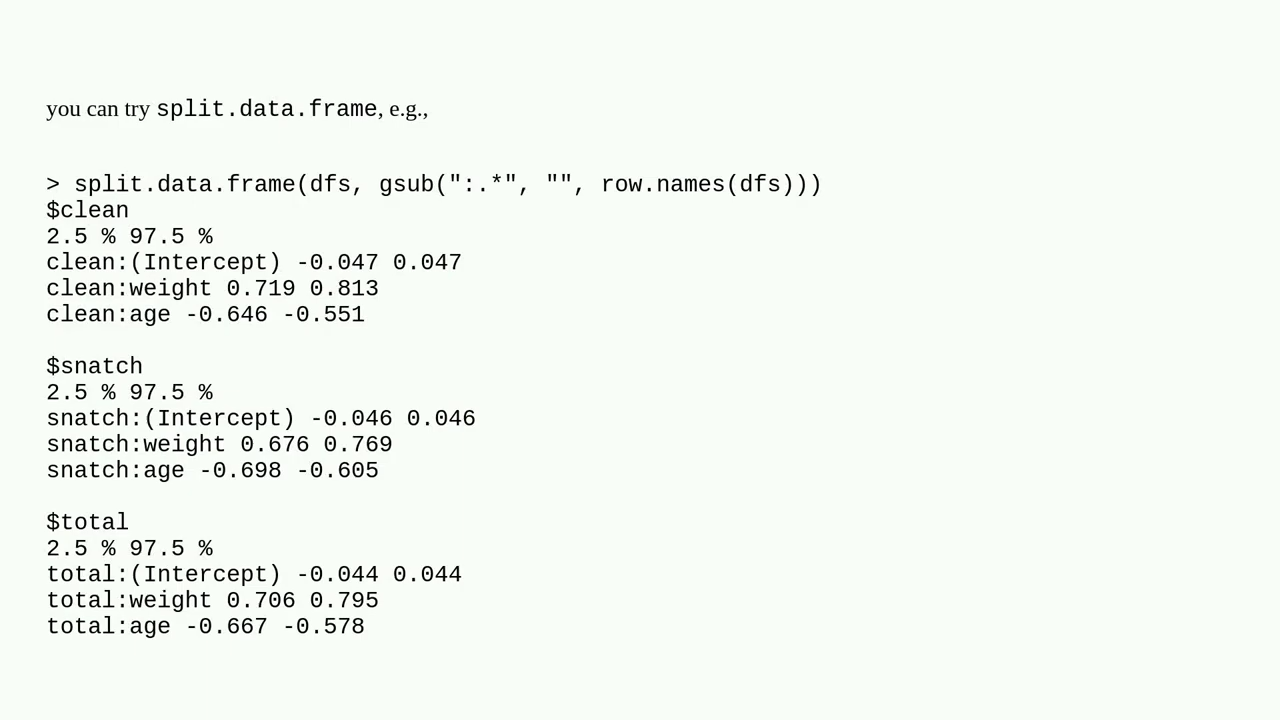 you can try split.data.frame, e.g.,
> split.data.frame(dfs, gsub(":.*", "", row.names(dfs)))
$clean
2.5 % 97.5 %
clean:(Intercept) -0.047 0.047
clean:weight 0.719 0.813
clean:age -0.646 -0.551
$snatch
2.5 % 97.5 %
snatch:(Intercept) -0.046 0.046
snatch:weight 0.676 0.769
snatch:age -0.698 -0.605
$total
2.5 % 97.5 %
total:(Intercept) -0.044 0.044
total:weight 0.706 0.795
total:age -0.667 -0.578